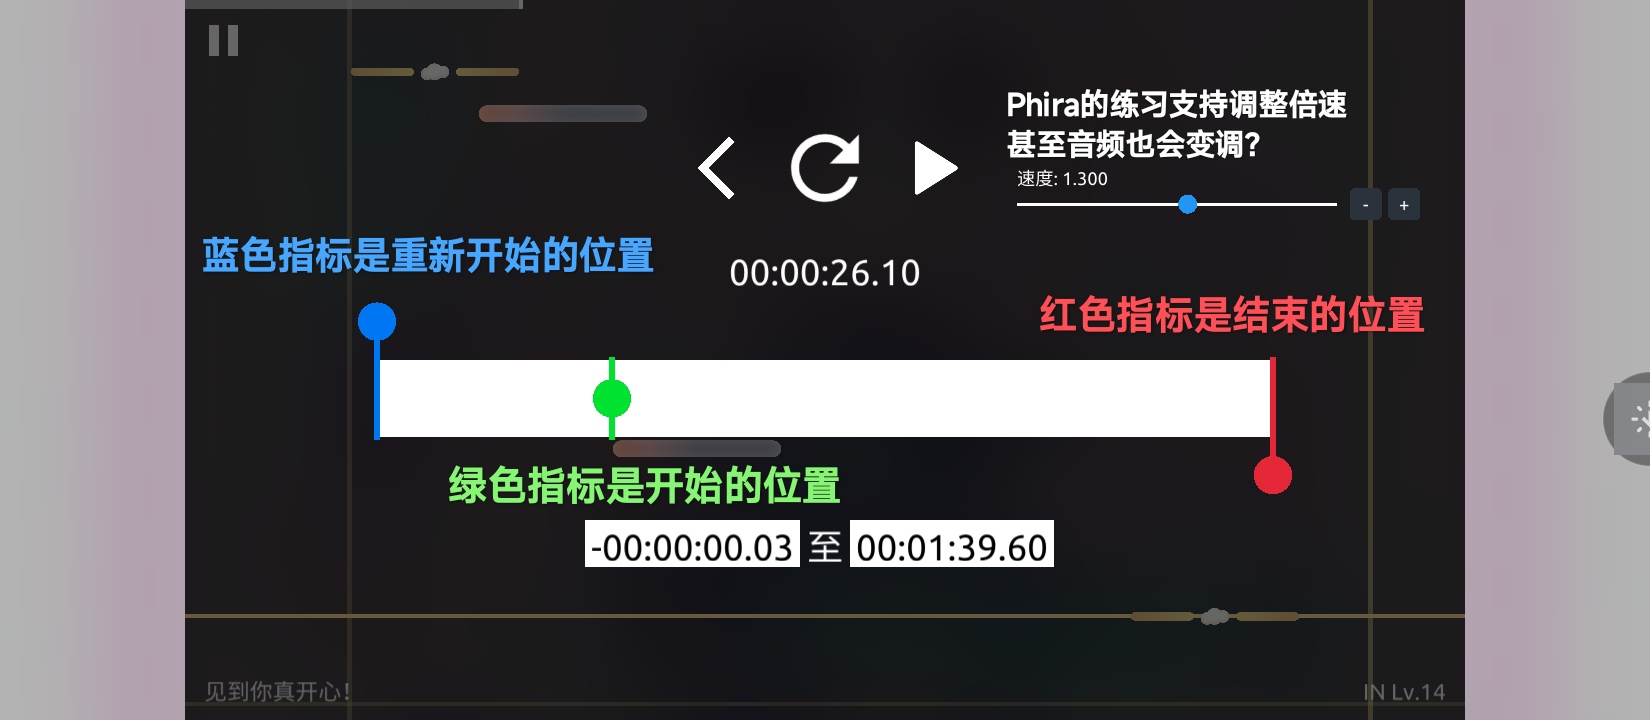 Phira的练习支持调整倍速
甚至音频也会变调？
速度: 1.300
- +
蓝色指标是重新开始的位置
00:00:26.10
红色指标是结束的位置
绿色指标是开始的位置
-00:00:00.03 至 00:01:39.60
见到你真开心！
IN Lv.14